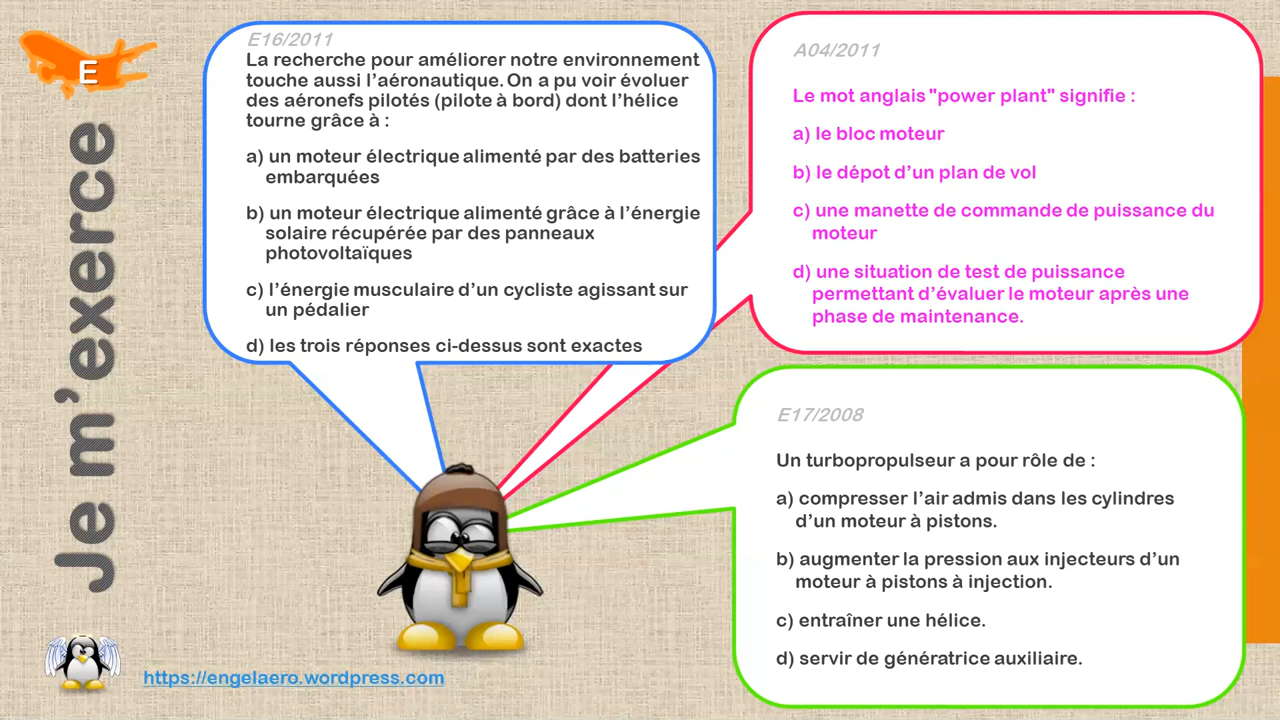 E
Je m'exerce
E16/2011
La recherche pour améliorer notre environnement
touche aussi l'aéronautique. On a pu voir évoluer
des aéronefs pilotés (pilote à bord) dont l'hélice
tourne grâce à :
a) un moteur électrique alimenté par des batteries
embarquées
b) un moteur électrique alimenté grâce à l'énergie
solaire récupérée par des panneaux
photovoltaïques
c) l'énergie musculaire d'un cycliste agissant sur
un pédalier
d) les trois réponses ci-dessus sont exactes
A04/2011
Le mot anglais "power plant" signifie :
a) le bloc moteur
b) le dépot d'un plan de vol
c) une manette de commande de puissance du
moteur
d) une situation de test de puissance
permettant d'évaluer le moteur après une
phase de maintenance.
E17/2008
Un turbopropulseur a pour rôle de :
a) compresser l'air admis dans les cylindres
d'un moteur à pistons.
b) augmenter la pression aux injecteurs d'un
moteur à pistons à injection.
c) entraîner une hélice.
d) servir de génératrice auxiliaire.
https://engelaero.wordpress.com